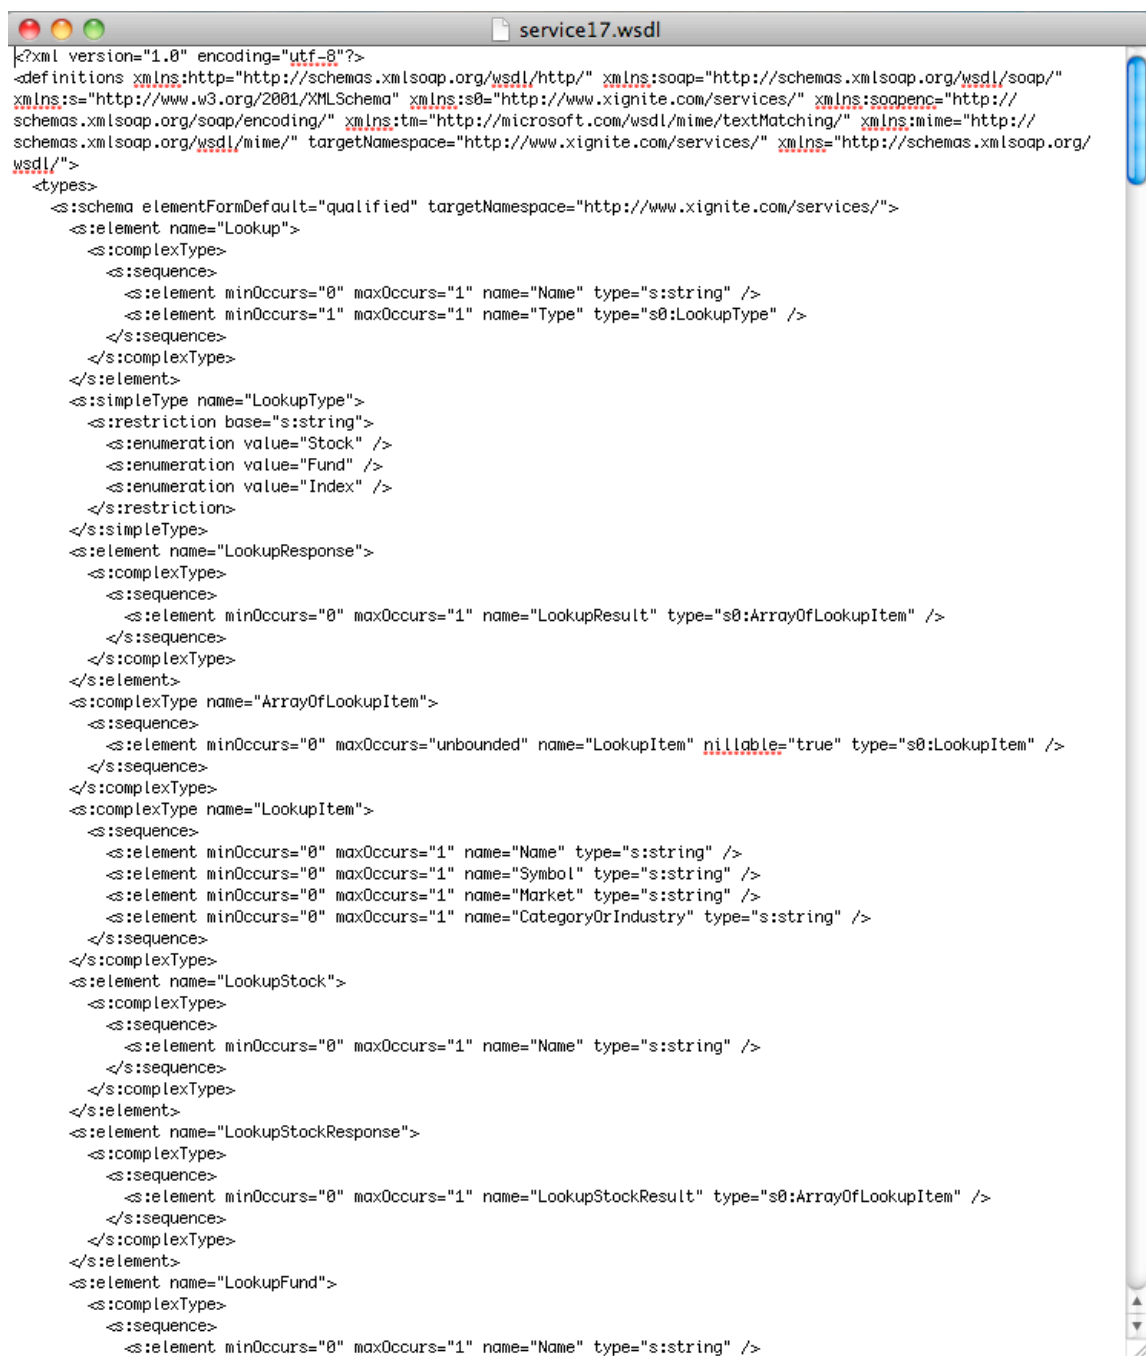 service17.wsdl
<?xml version="1.0" encoding="utf-8"?>
<definitions xmlns:http="http://schemas.xmlsoap.org/wsdl/http/" xmlns:soap="http://schemas.xmlsoap.org/wsdl/soap/"
xmlns:s="http://www.w3.org/2001/XMLSchema" xmlns:s0="http://www.xignite.com/services/" xmlns:soapenc="http://
schemas.xmlsoap.org/soap/encoding/" xmlns:tm="http://microsoft.com/wsdl/mime/textMatching/" xmlns:mime="http://
schemas.xmlsoap.org/wsdl/mime/" targetNamespace="http://www.xignite.com/services/" xmlns="http://schemas.xmlsoap.org/
wsdl/">
<types>
<s:schema elementFormDefault="qualified" targetNamespace="http://www.xignite.com/services/">
<s:element name="Lookup">
<s:complexType>
<s:sequence>
<s:element minOccurs="0" maxOccurs="1" name="Name" type="s:string" />
<s:element minOccurs="1" maxOccurs="1" name="Type" type="s0:LookupType" />
</s:sequence>
</s:complexType>
</s:element>
<s:simpleType name="LookupType">
<s:restriction base="s:string">
<s:enumeration value="Stock" />
<s:enumeration value="Fund" />
<s:enumeration value="Index" />
</s:restriction>
</s:simpleType>
<s:element name="LookupResponse">
<s:complexType>
<s:sequence>
<s:element minOccurs="0" maxOccurs="1" name="LookupResult" type="s0:ArrayOfLookupItem" />
</s:sequence>
</s:complexType>
</s:element>
<s:complexType name="ArrayOfLookupItem">
<s:sequence>
<s:element minOccurs="0" maxOccurs="unbounded" name="LookupItem" nillable="true" type="s0:LookupItem" />
</s:sequence>
</s:complexType>
<s:complexType name="LookupItem">
<s:sequence>
<s:element minOccurs="0" maxOccurs="1" name="Name" type="s:string" />
<s:element minOccurs="0" maxOccurs="1" name="Symbol" type="s:string" />
<s:element minOccurs="0" maxOccurs="1" name="Market" type="s:string" />
<s:element minOccurs="0" maxOccurs="1" name="CategoryOrIndustry" type="s:string" />
</s:sequence>
</s:complexType>
<s:element name="LookupStock">
<s:complexType>
<s:sequence>
<s:element minOccurs="0" maxOccurs="1" name="Name" type="s:string" />
</s:sequence>
</s:complexType>
</s:element>
<s:element name="LookupStockResponse">
<s:complexType>
<s:sequence>
<s:element minOccurs="0" maxOccurs="1" name="LookupStockResult" type="s0:ArrayOfLookupItem" />
</s:sequence>
</s:complexType>
</s:element>
<s:element name="LookupFund">
<s:complexType>
<s:sequence>
<s:element minOccurs="0" maxOccurs="1" name="Name" type="s:string" />